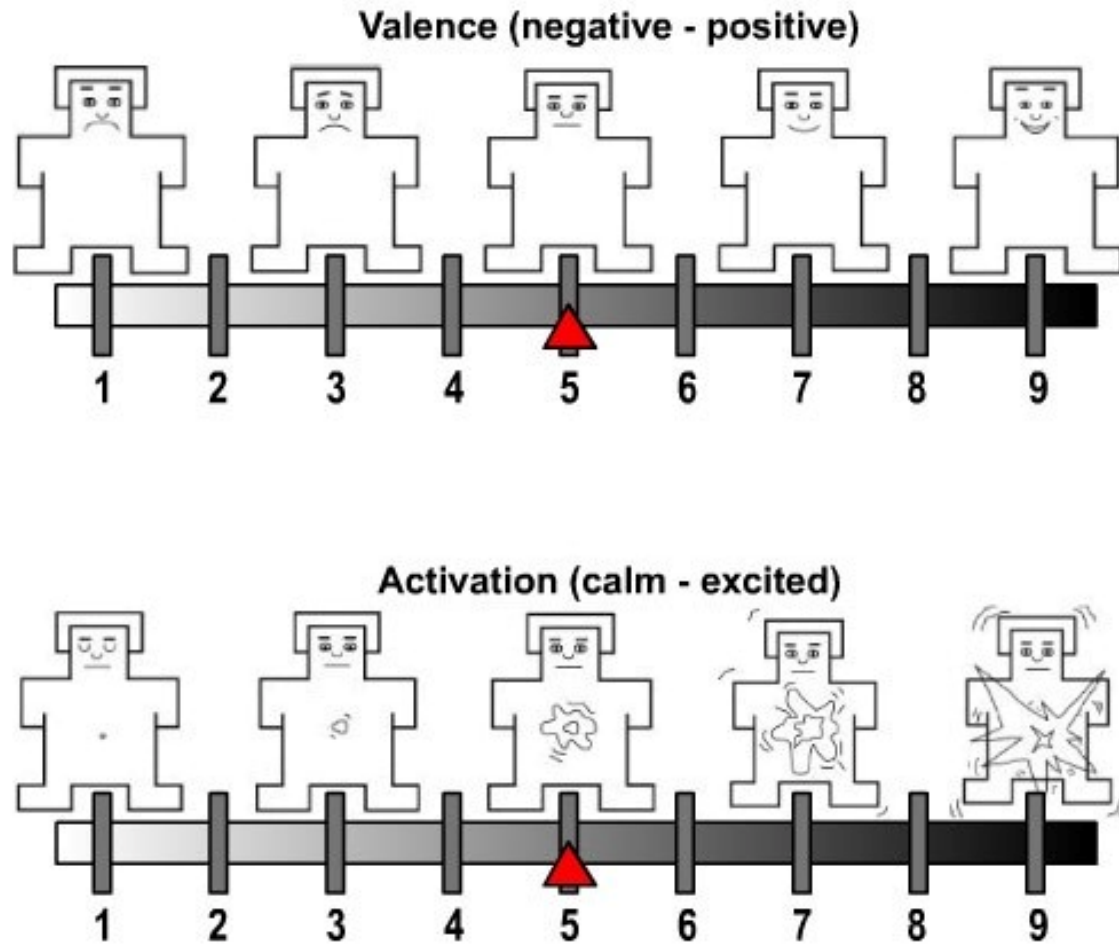 Valence (negative - positive)
1 2 3 4 5 6 7 8 9
Activation (calm - excited)
1 2 3 4 5 6 7 8 9